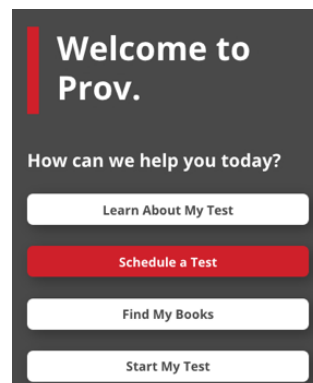 Welcome to
Prov.
How can we help you today?
Learn About My Test
Schedule a Test
Find My Books
Start My Test